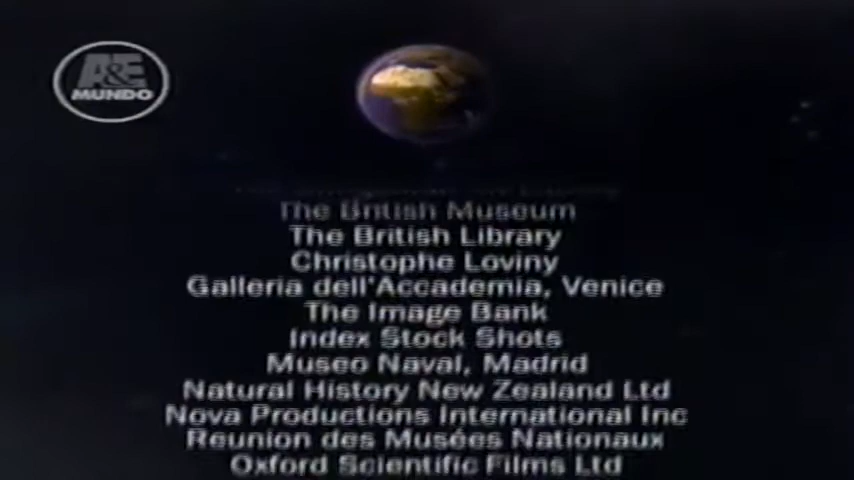 A&E
MUNDO
The British Museum
The British Library
Christophe Loviny
Galleria dell'Accademia, Venice
The Image Bank
Index Stock Shots
Museo Naval, Madrid
Natural History New Zealand Ltd
Nova Productions International Inc
Reunion des Musées Nationaux
Oxford Scientific Films Ltd